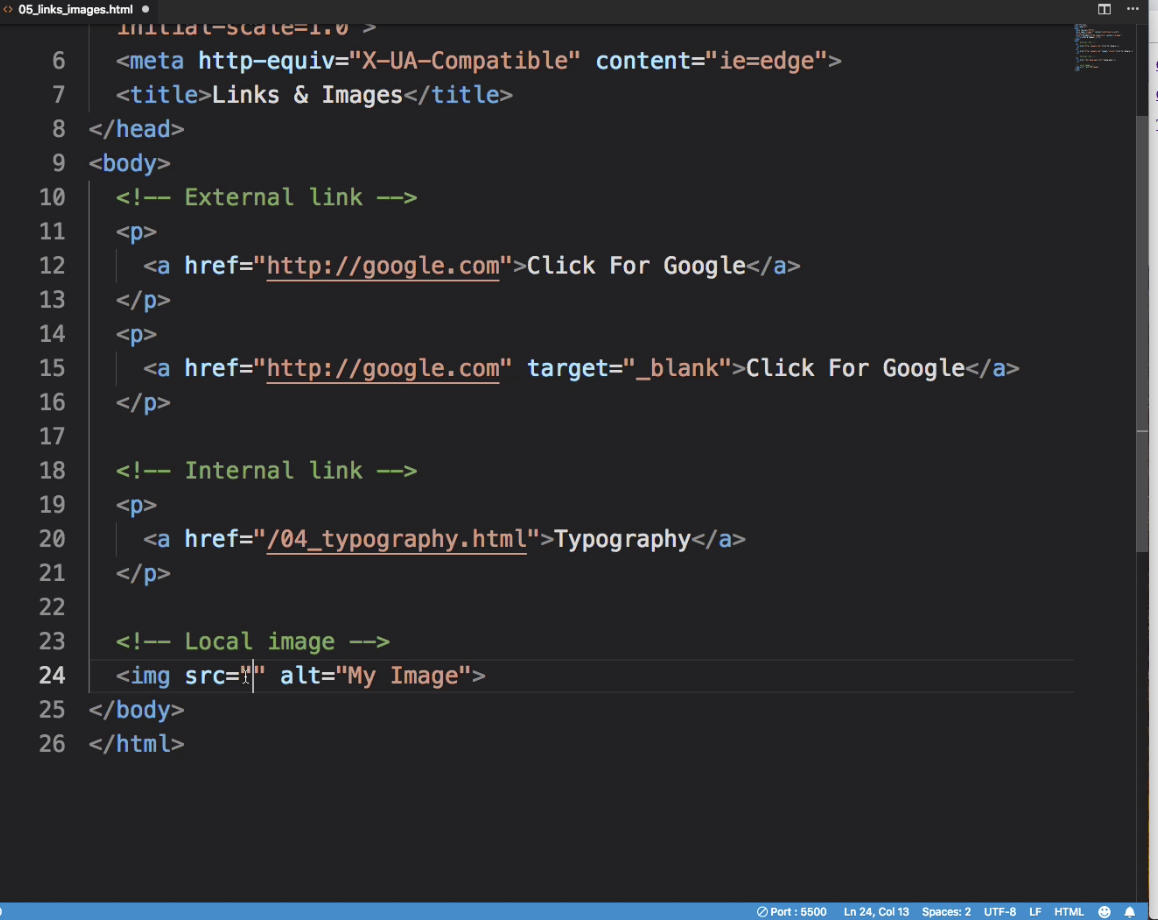 <> 05_links_images.html ●
initial-scale=1.0">
6 <meta http-equiv="X-UA-Compatible" content="ie=edge">
7 <title>Links & Images</title>
8 </head>
9 <body>
10 <!-- External link -->
11 <p>
12 <a href="http://google.com">Click For Google</a>
13 </p>
14 <p>
15 <a href="http://google.com" target="_blank">Click For Google</a>
16 </p>
17
18 <!-- Internal link -->
19 <p>
20 <a href="/04_typography.html">Typography</a>
21 </p>
22
23 <!-- Local image -->
24 <img src="" alt="My Image">
25 </body>
26 </html>
Port : 5500 Ln 24, Col 13 Spaces: 2 UTF-8 LF HTML